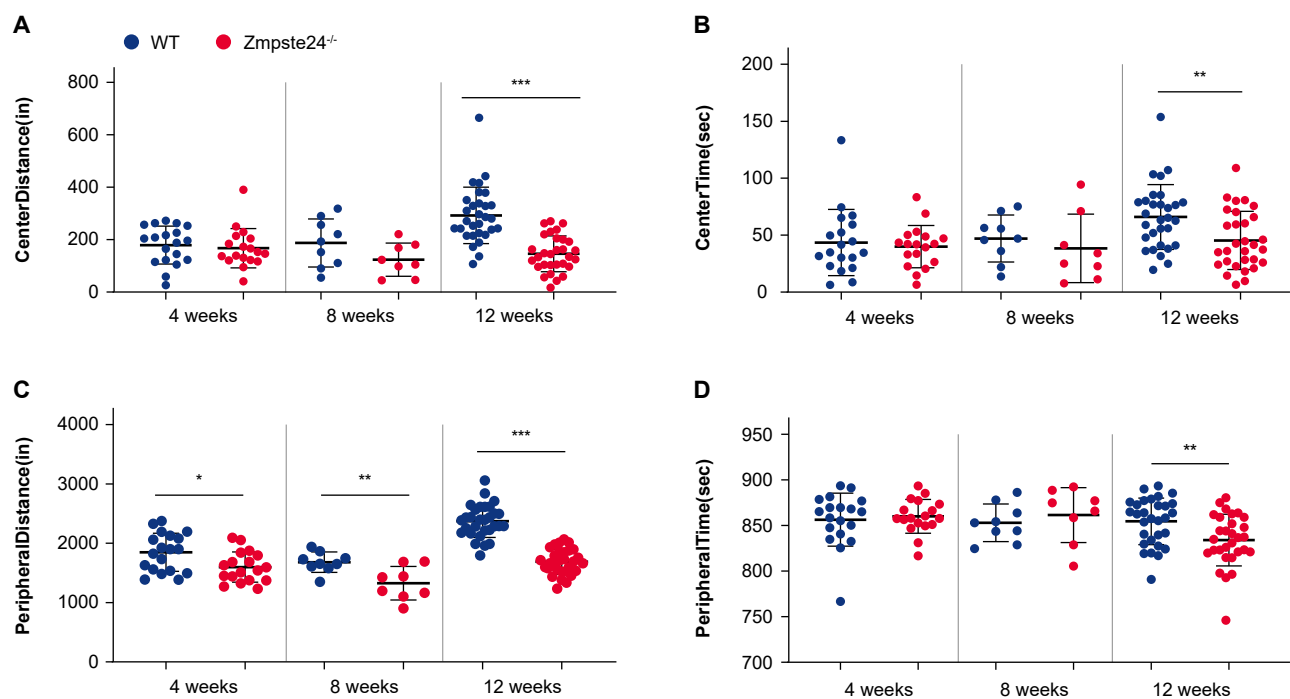 A
WT Zmpste24-/-
CenterDistance(in)
800
600
400
200
0
***
4 weeks 8 weeks 12 weeks
B
CenterTime(sec)
200
150
100
50
0
**
4 weeks 8 weeks 12 weeks
C
PeripheralDistance(in)
4000
3000
2000
1000
0
* ** ***
4 weeks 8 weeks 12 weeks
D
PeripheralTime(sec)
950
900
850
800
750
700
**
4 weeks 8 weeks 12 weeks